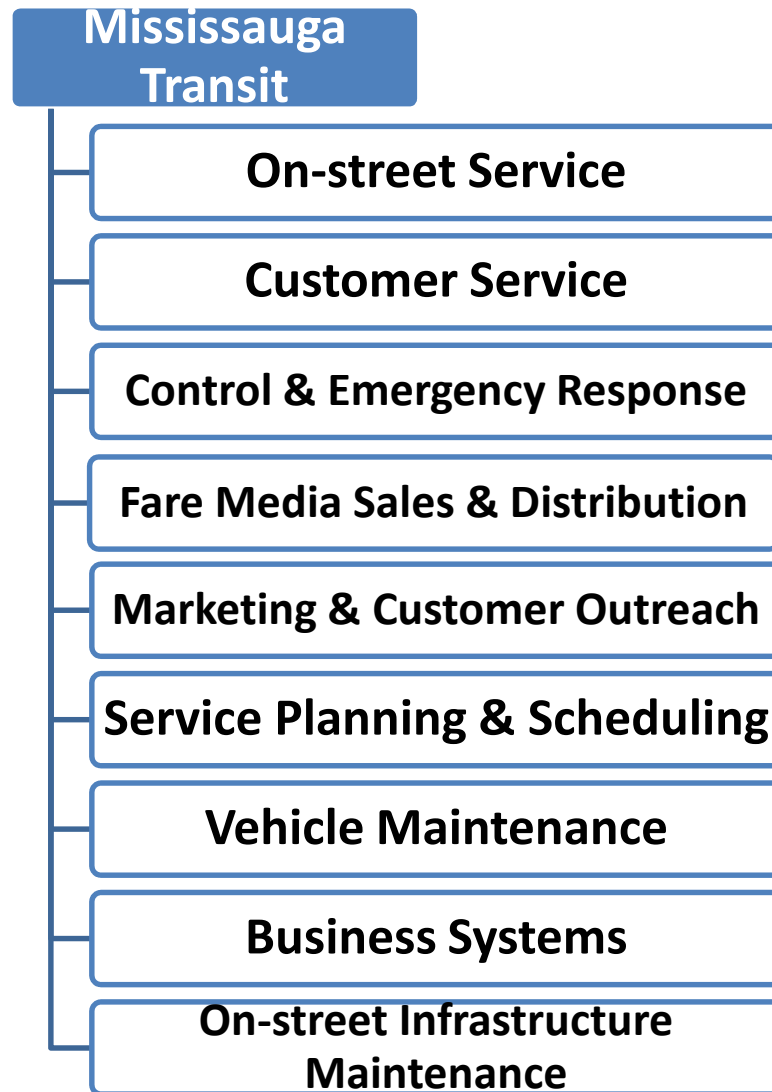 Mississauga
Transit
On-street Service
Customer Service
Control & Emergency Response
Fare Media Sales & Distribution
Marketing & Customer Outreach
Service Planning & Scheduling
Vehicle Maintenance
Business Systems
On-street Infrastructure
Maintenance